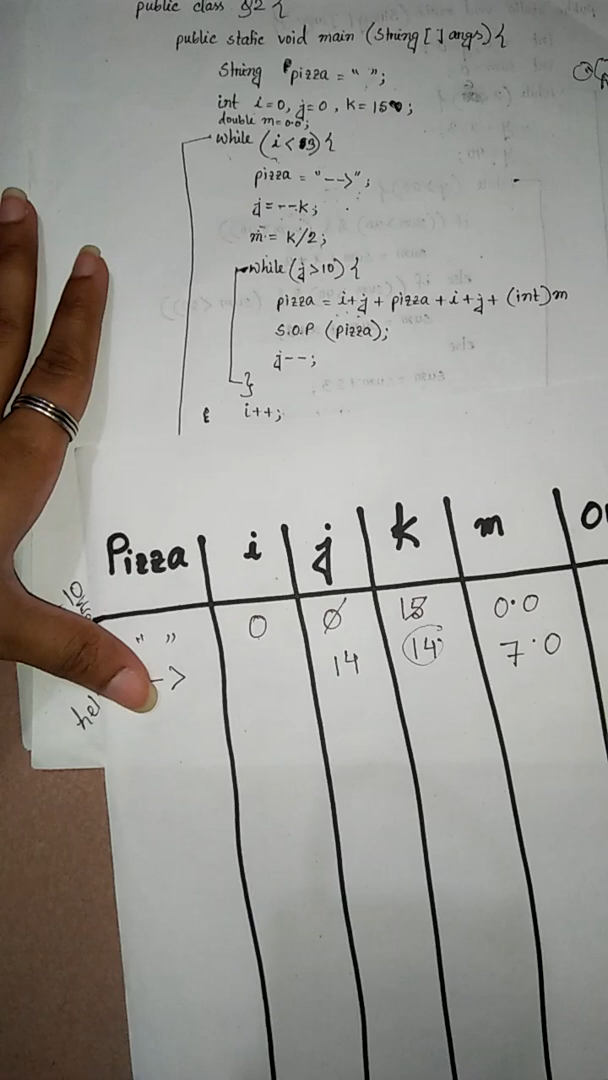 public class Q2 {
public static void main (String[] args) {
String pizza = " ";
int i=0, j=0, k=15;
double m=0.0;
while (i<3) {
pizza = "-->";
j=--k;
m = k/2;
while (j>10) {
pizza = i+j + pizza + i+j + (int)m
S.O.P (pizza);
j--;
}
i++;
Pizza i j k m
" " 0 0 15 0.0
14 14 7.0